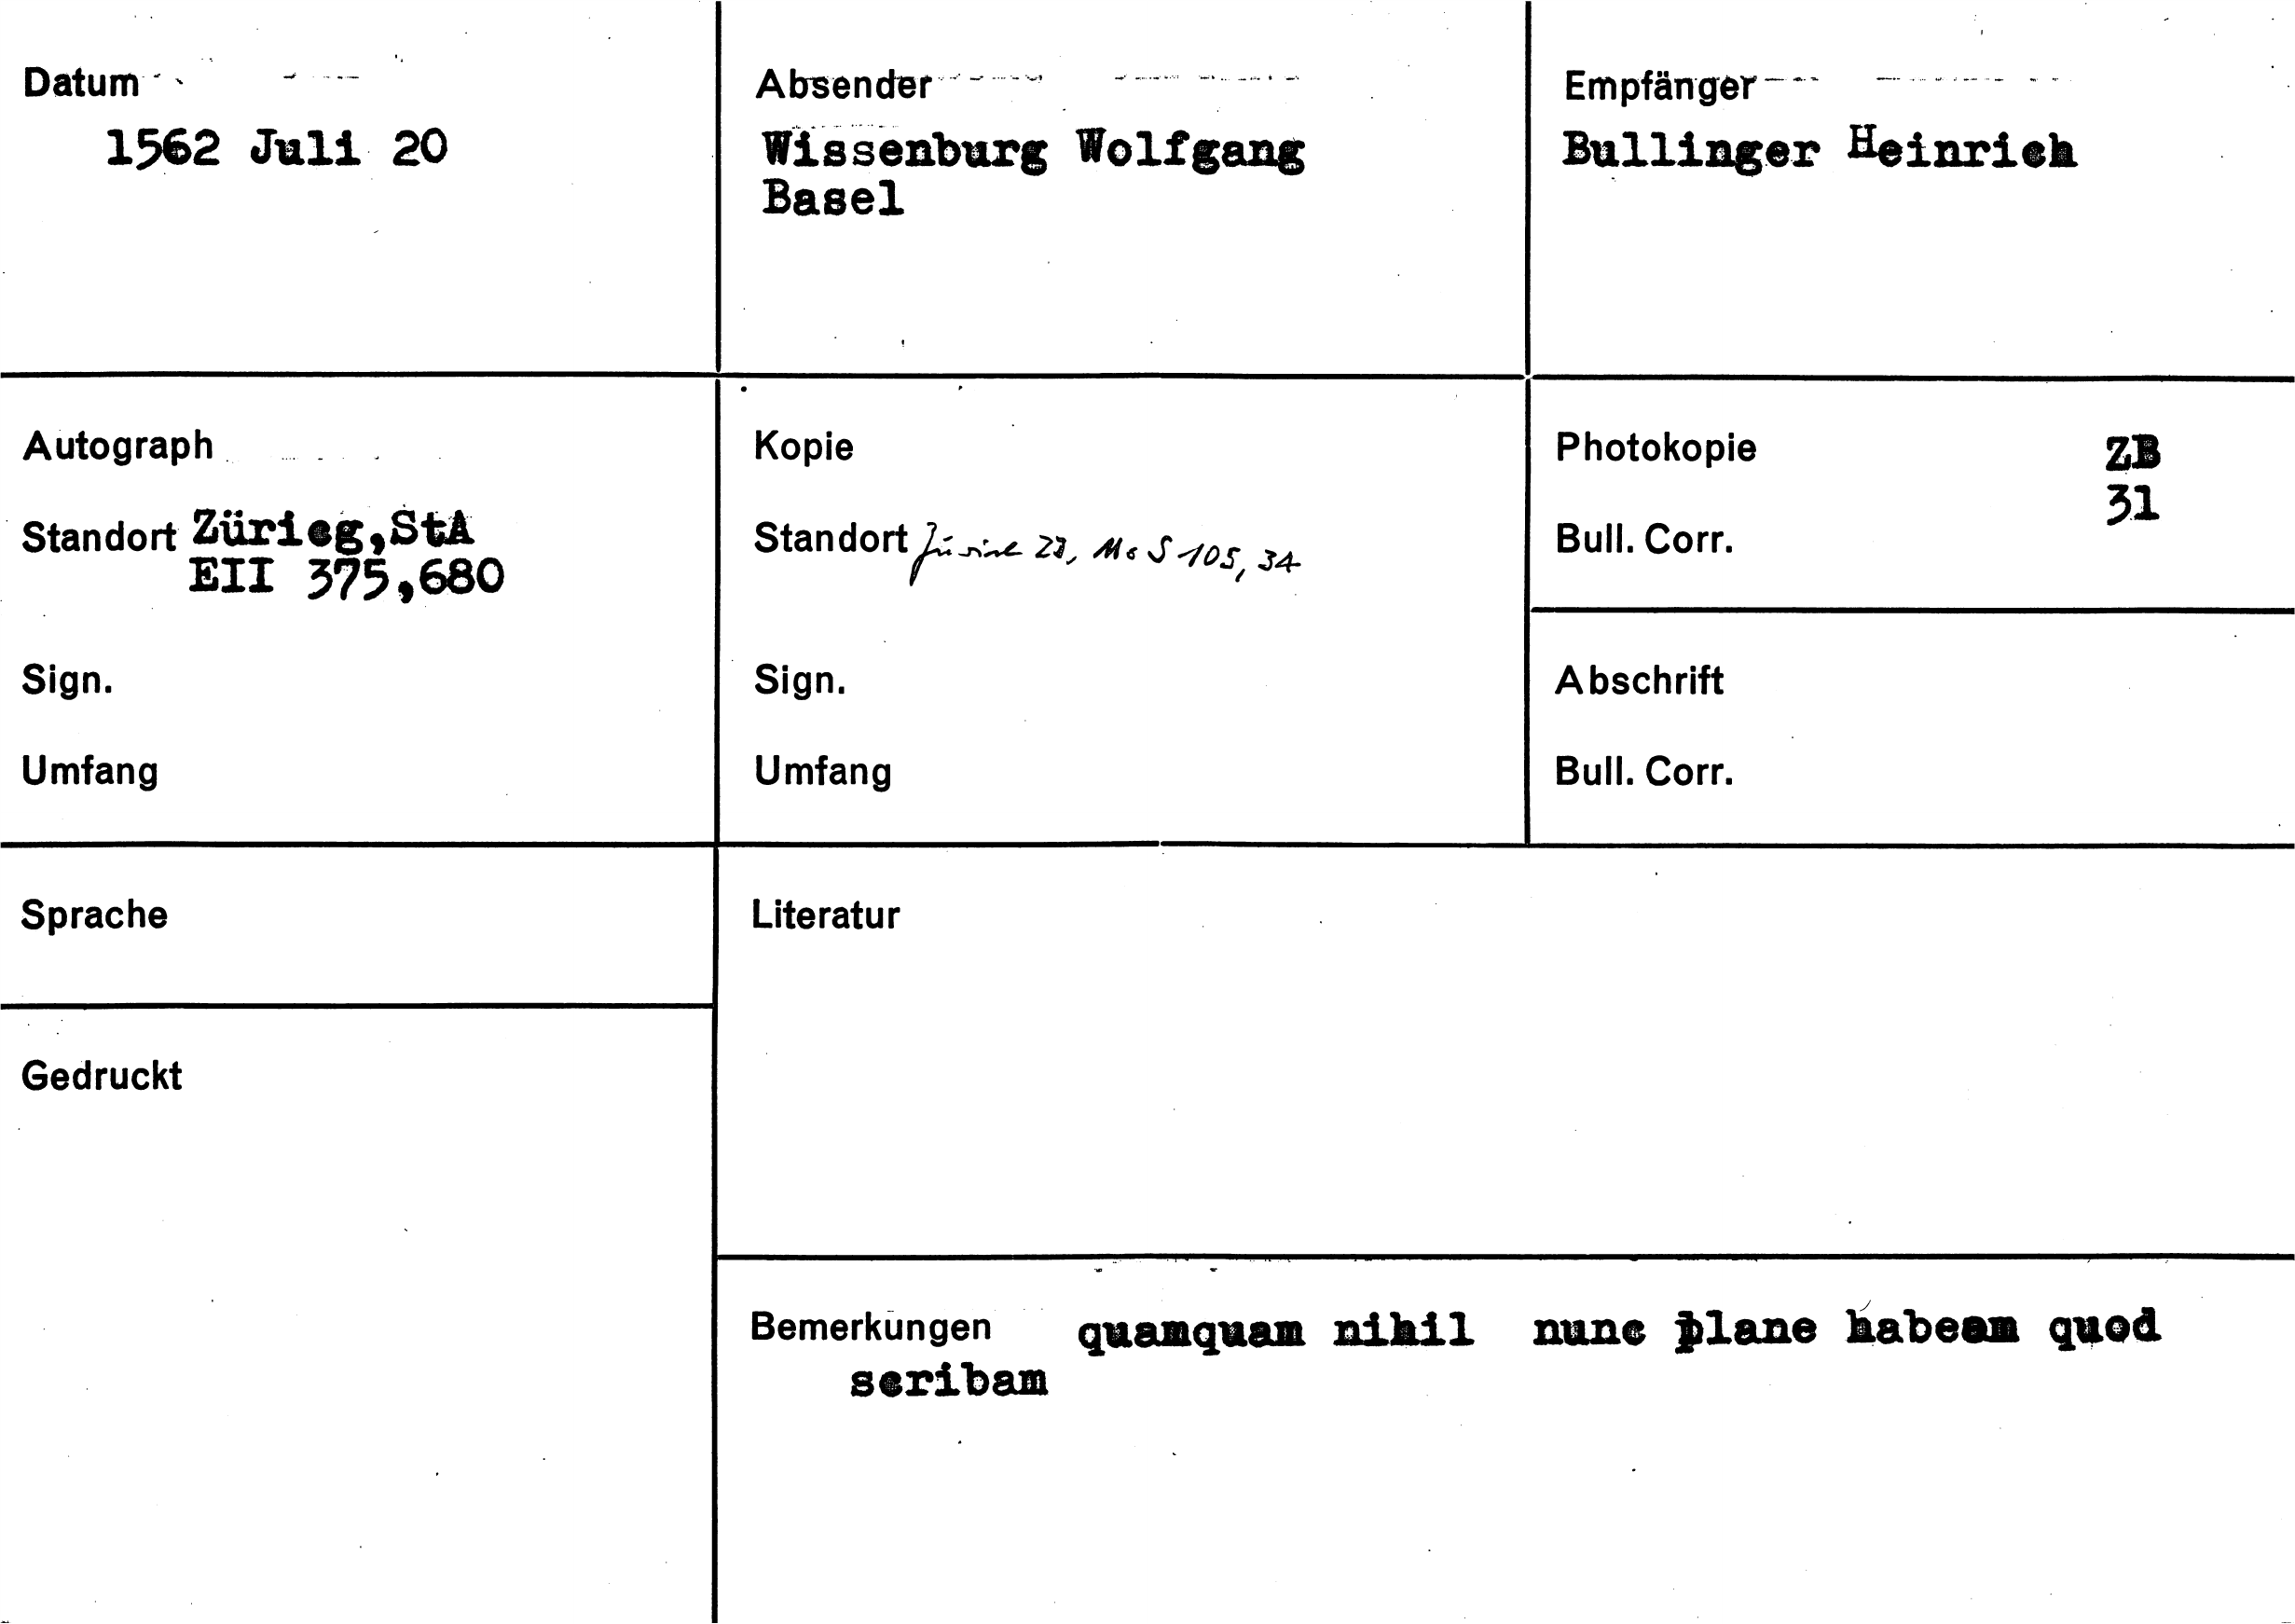 Datum
1562 Juli 20
Absender
Wissenburg Wolfgang
Basel
Empfänger
Bullinger Heinrich
Autograph
Standort Zürieg,StA
EII 375,680
Sign.
Umfang
Kopie
Standort Zürich ZB, Ms S 105, 34
Sign.
Umfang
Photokopie ZB
31
Bull. Corr.
Abschrift
Bull. Corr.
Sprache
Literatur
Gedruckt
Bemerkungen quamquam nihil nunc plane habeam quod
scribam